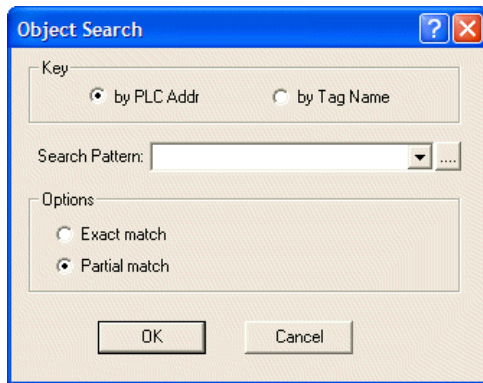 Object Search
Key
by PLC Addr by Tag Name
Search Pattern: ....
Options
Exact match
Partial match
OK Cancel